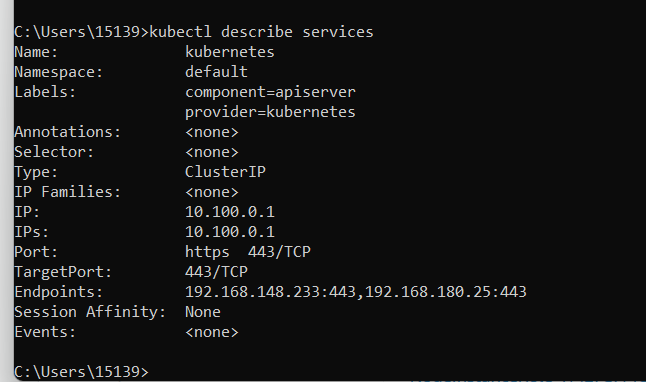 C:\Users\15139>kubectl describe services
Name: kubernetes
Namespace: default
Labels: component=apiserver
provider=kubernetes
Annotations: <none>
Selector: <none>
Type: ClusterIP
IP Families: <none>
IP: 10.100.0.1
IPs: 10.100.0.1
Port: https 443/TCP
TargetPort: 443/TCP
Endpoints: 192.168.148.233:443,192.168.180.25:443
Session Affinity: None
Events: <none>
C:\Users\15139>